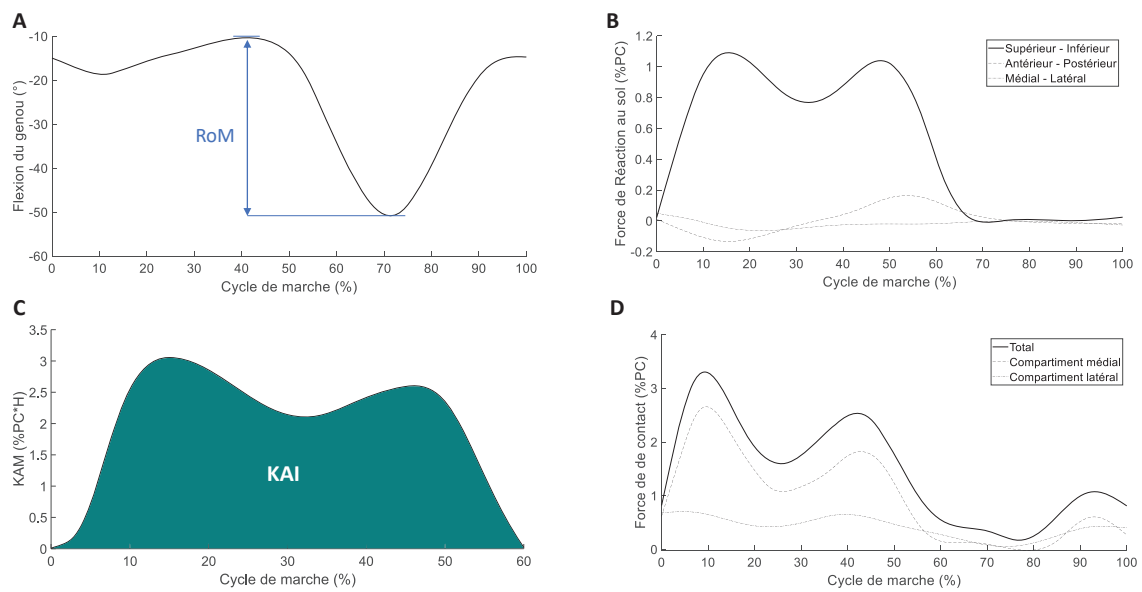 A
-10
-20
-30
-40
-50
-60
0 10 20 30 40 50 60 70 80 90 100
Flexion du genou (°)
Cycle de marche (%)
RoM
B
1.2
1
0.8
0.6
0.4
0.2
0
-0.2
0 10 20 30 40 50 60 70 80 90 100
Force de Réaction au sol (%PC)
Cycle de marche (%)
Supérieur - Inférieur
Antérieur - Postérieur
Médial - Latéral
C
3.5
3
2.5
2
1.5
1
0.5
0
0 10 20 30 40 50 60
KAM (%PC*H)
Cycle de marche (%)
KAI
D
4
3
2
1
0
0 10 20 30 40 50 60 70 80 90 100
Force de de contact (%PC)
Cycle de marche (%)
Total
Compartiment médial
Compartiment latéral